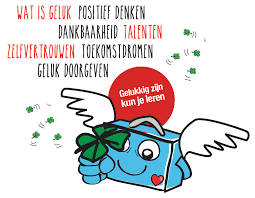 WAT IS GELUK POSITIEF DENKEN
DANKBAARHEID TALENTEN
ZELFVERTROUWEN TOEKOMSTDROMEN
GELUK DOORGEVEN
Gelukkig zijn
kun je leren